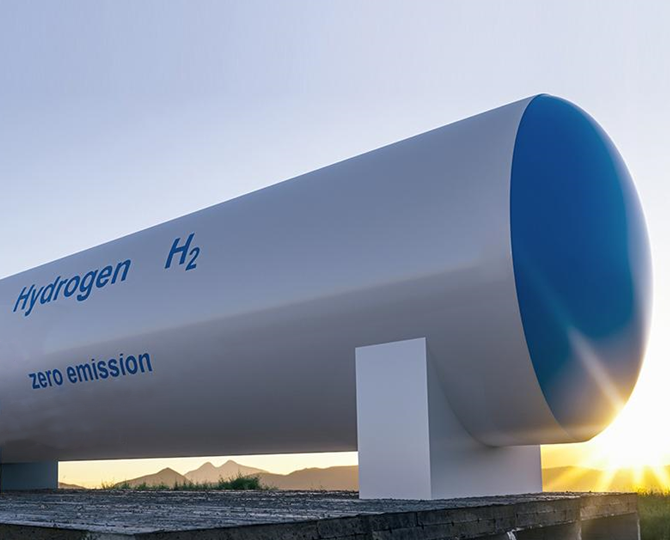 Hydrogen H₂
zero emission